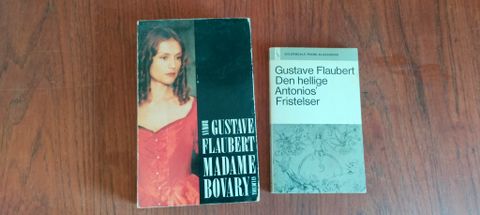 GUSTAVE
FLAUBERT
MADAME
BOVARY
Gustave Flaubert
Den hellige
Antonios'
Fristelser